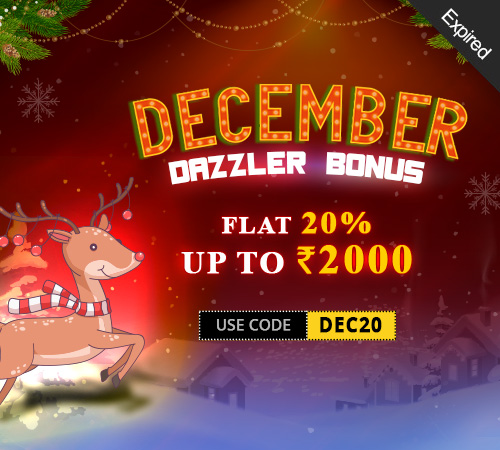 Expired
DECEMBER
DAZZLER BONUS
FLAT 20%
UP TO ₹2000
USE CODE DEC20